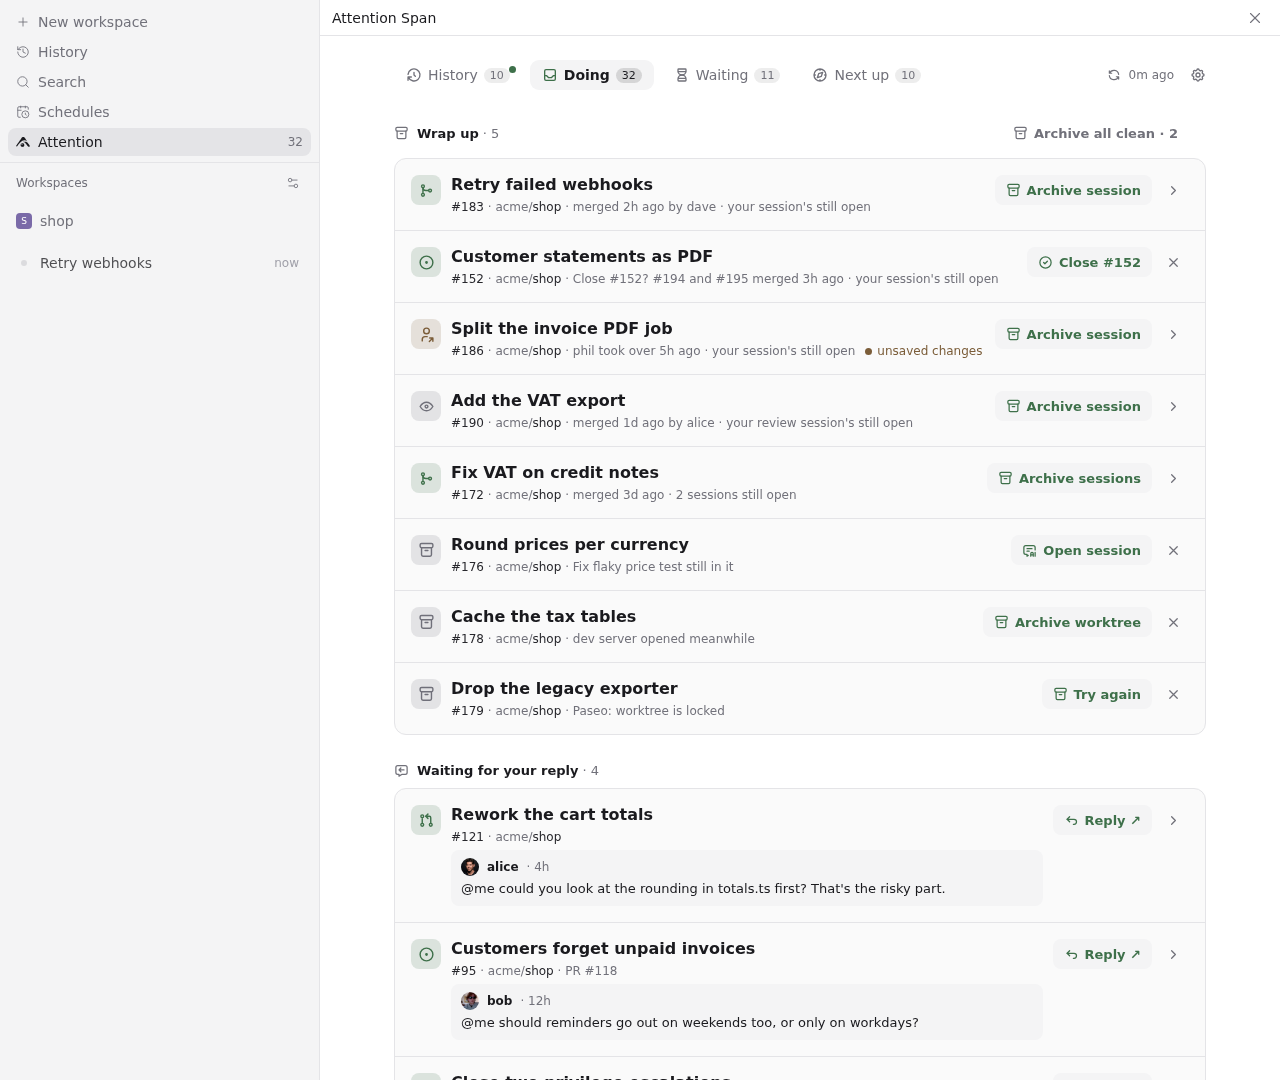 New workspace
History
Search
Schedules
Attention 32
Workspaces
S shop
Retry webhooks now
Attention Span
History 10
Doing 32
Waiting 11
Next up 10
0m ago
Wrap up · 5
Archive all clean · 2
Retry failed webhooks
#183 · acme/shop · merged 2h ago by dave · your session's still open
Archive session
Customer statements as PDF
#152 · acme/shop · Close #152? #194 and #195 merged 3h ago · your session's still open
Close #152
Split the invoice PDF job
#186 · acme/shop · phil took over 5h ago · your session's still open ● unsaved changes
Archive session
Add the VAT export
#190 · acme/shop · merged 1d ago by alice · your review session's still open
Archive session
Fix VAT on credit notes
#172 · acme/shop · merged 3d ago · 2 sessions still open
Archive sessions
Round prices per currency
#176 · acme/shop · Fix flaky price test still in it
Open session
Cache the tax tables
#178 · acme/shop · dev server opened meanwhile
Archive worktree
Drop the legacy exporter
#179 · acme/shop · Paseo: worktree is locked
Try again
Waiting for your reply · 4
Rework the cart totals
#121 · acme/shop
Reply ↗
alice · 4h
@me could you look at the rounding in totals.ts first? That's the risky part.
Customers forget unpaid invoices
#95 · acme/shop · PR #118
Reply ↗
bob · 12h
@me should reminders go out on weekends too, or only on workdays?